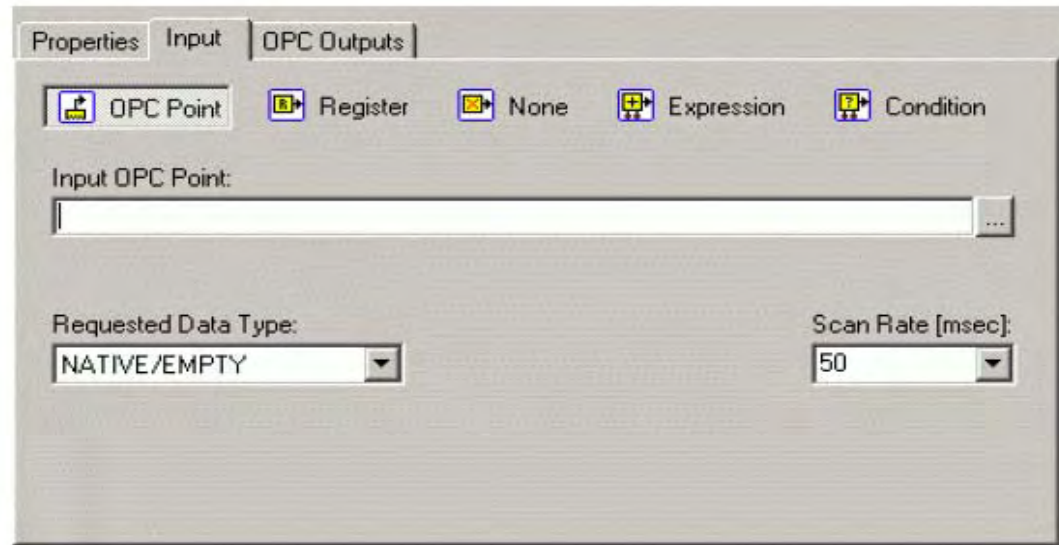 Properties Input OPC Outputs
OPC Point Register None Expression Condition
Input OPC Point:
...
Requested Data Type: Scan Rate [msec]:
NATIVE/EMPTY 50